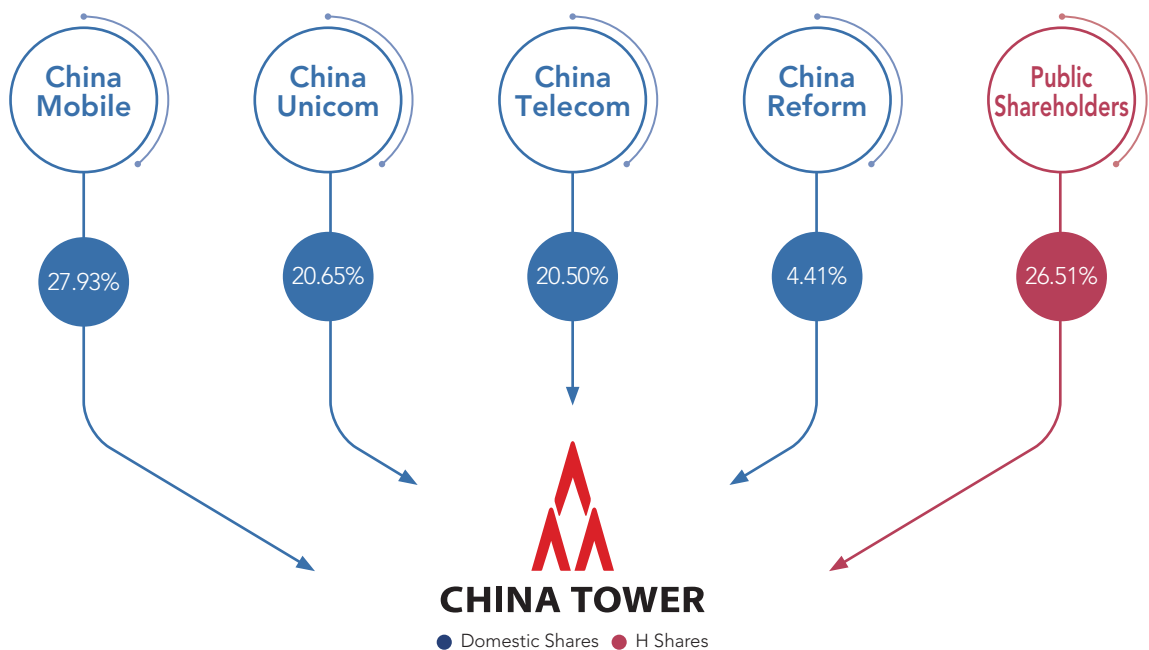 China
Mobile
China
Unicom
China
Telecom
China
Reform
Public
Shareholders
27.93%
20.65%
20.50%
4.41%
26.51%
CHINA TOWER
Domestic Shares
H Shares